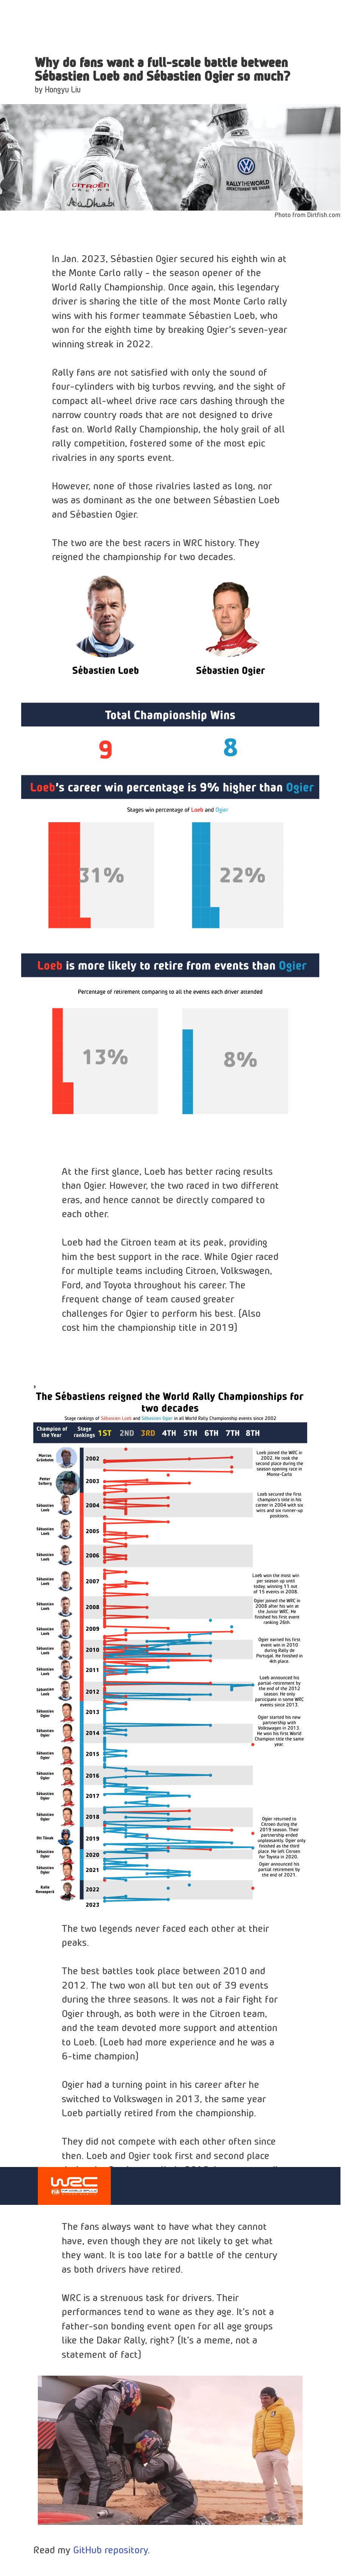 Why do fans want a full-scale battle between
Sébastien Loeb and Sébastien Ogier so much?
by Hongyu Liu
CITROËN
RACING
Abu Dhabi
RALLYTHEWORLD
#MOMENT WE SHARE
Photo from Dirtfish.com
In Jan. 2023, Sébastien Ogier secured his eighth win at
the Monte Carlo rally - the season opener of the
World Rally Championship. Once again, this legendary
driver is sharing the title of the most Monte Carlo rally
wins with his former teammate Sébastien Loeb, who
won for the eighth time by breaking Ogier's seven-year
winning streak in 2022.
Rally fans are not satisfied with only the sound of
four-cylinders with big turbos revving, and the sight of
compact all-wheel drive race cars dashing through the
narrow country roads that are not designed to drive
fast on. World Rally Championship, the holy grail of all
rally competition, fostered some of the most epic
rivalries in any sports event.
However, none of those rivalries lasted as long, nor
was as dominant as the one between Sébastien Loeb
and Sébastien Ogier.
The two are the best racers in WRC history. They
reigned the championship for two decades.
Sébastien Loeb
Sébastien Ogier
Total Championship Wins
9
8
Loeb's career win percentage is 9% higher than Ogier
Stages win percentage of Loeb and Ogier
31%
22%
Loeb is more likely to retire from events than Ogier
Percentage of retirement comparing to all the events each driver attended
13%
8%
At the first glance, Loeb has better racing results
than Ogier. However, the two raced in two different
eras, and hence cannot be directly compared to
each other.
Loeb had the Citroen team at its peak, providing
him the best support in the race. While Ogier raced
for multiple teams including Citroen, Volkswagen,
Ford, and Toyota throughout his career. The
frequent change of team caused greater
challenges for Ogier to perform his best. (Also
cost him the championship title in 2019)
The Sébastiens reigned the World Rally Championships for
two decades
Stage rankings of Sébastien Loeb and Sébastien Ogier in all World Rally Championship events since 2002
Champion of
the Year
Stage
rankings
1ST 2ND 3RD 4TH 5TH 6TH 7TH 8TH
Marcus
Grönholm
2002
Loeb joined the WRC in
2002. He took the
second place during the
season opening race in
Monse-Carlo
Petter
Solberg
2003
Sébastien
Loeb
2004
Loeb secured the first
champion's title in his
career in 2004 with six
wins and six runner-up
positions.
Sébastien
Loeb
2005
Sébastien
Loeb
2006
Sébastien
Loeb
2007
Loeb won the most win
per season up until
today, winning 11 out
of 15 events in 2008.
Sébastien
Loeb
2008
Ogier joined the WRC in
2008 after his win at
the Junior WRC. He
finished his first event
ranking 26th.
Sébastien
Loeb
2009
Sébastien
Loeb
2010
Ogier earned his first
event win in 2010
during Rally de
Portugal. He finished in
4th place.
Sébastien
Loeb
2011
Sébastien
Loeb
2012
Loeb announced his
partial-retirement by
the end of the 2012
season. He only
participate in some WRC
events since 2013.
Sébastien
Ogier
2013
Ogier started his new
partnership with
Volkswagen in 2013.
He won his first World
Champion title the same
year.
Sébastien
Ogier
2014
Sébastien
Ogier
2015
Sébastien
Ogier
2016
Sébastien
Ogier
2017
Sébastien
Ogier
2018
Ott Tänak
2019
Ogier returned to
Citroen during the
2019 season. Their
partnership ended
unpleasantly. Ogier only
finished as the third
place. He left Citroen
for Toyota in 2020.
Sébastien
Ogier
2020
Sébastien
Ogier
2021
Ogier announced his
partial retirement by
the end of 2021.
Kalle
Rovanperä
2022
2023
The two legends never faced each other at their
peaks.
The best battles took place between 2010 and
2012. The two won all but ten out of 39 events
during the three seasons. It was not a fair fight for
Ogier through, as both were in the Citroen team,
and the team devoted more support and attention
to Loeb. (Loeb had more experience and he was a
6-time champion)
Ogier had a turning point in his career after he
switched to Volkswagen in 2013, the same year
Loeb partially retired from the championship.
They did not compete with each other often since
then. Loeb and Ogier took first and second place
WRC
The fans always want to have what they cannot
have, even though they are not likely to get what
they want. It is too late for a battle of the century
as both drivers have retired.
WRC is a strenuous task for drivers. Their
performances tend to wane as they age. It's not a
father-son bonding event open for all age groups
like the Dakar Rally, right? (It's a meme, not a
statement of fact)
Read my GitHub repository.